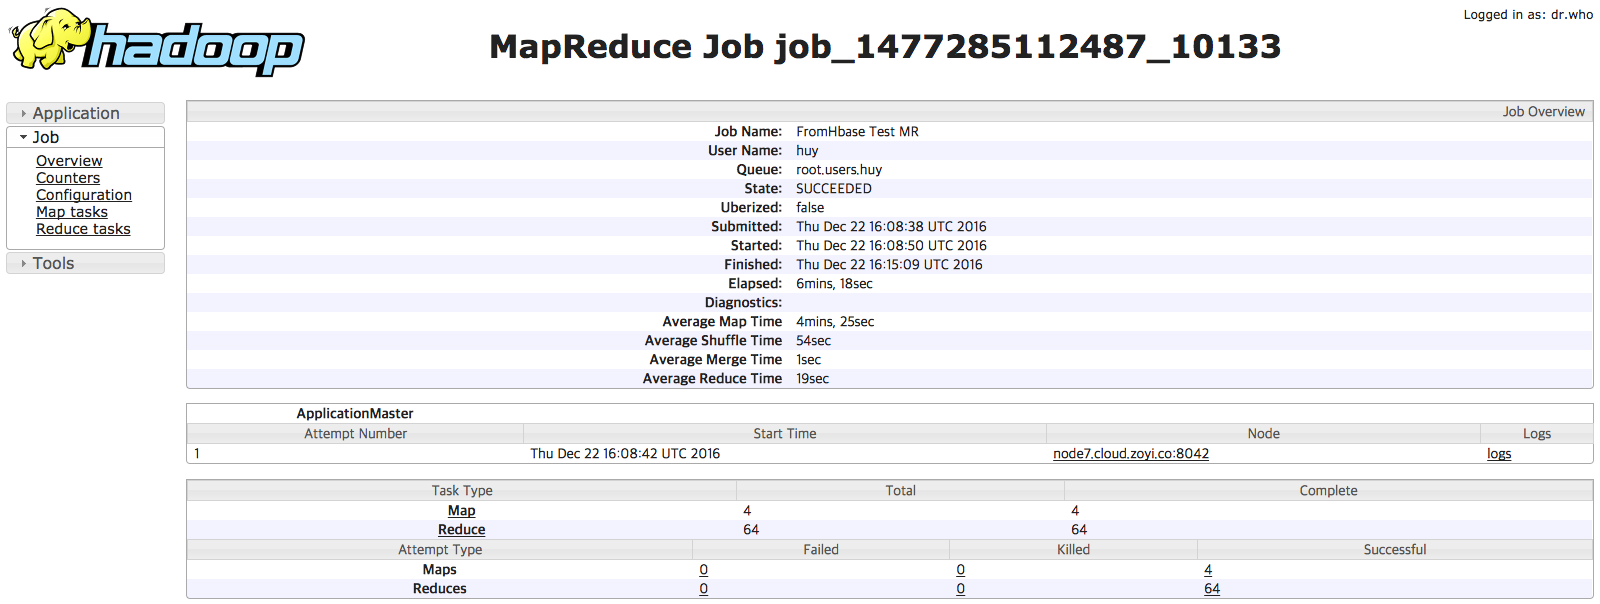 Logged in as: dr.who
hadoop
MapReduce Job job_1477285112487_10133
Application
Job
Overview
Counters
Configuration
Map tasks
Reduce tasks
Tools
Job Overview
Job Name: FromHbase Test MR
User Name: huy
Queue: root.users.huy
State: SUCCEEDED
Uberized: false
Submitted: Thu Dec 22 16:08:38 UTC 2016
Started: Thu Dec 22 16:08:50 UTC 2016
Finished: Thu Dec 22 16:15:09 UTC 2016
Elapsed: 6mins, 18sec
Diagnostics:
Average Map Time 4mins, 25sec
Average Shuffle Time 54sec
Average Merge Time 1sec
Average Reduce Time 19sec
ApplicationMaster
Attempt Number Start Time Node Logs
1 Thu Dec 22 16:08:42 UTC 2016 node7.cloud.zoyi.co:8042 logs
Task Type Total Complete
Map 4 4
Reduce 64 64
Attempt Type Failed Killed Successful
Maps 0 0 4
Reduces 0 0 64